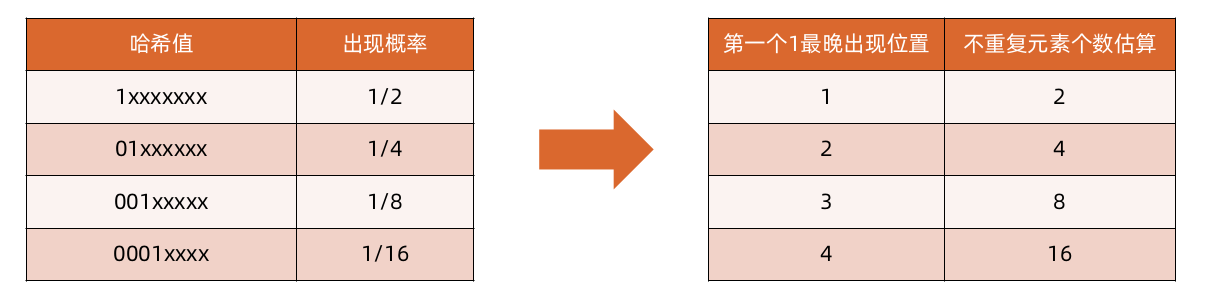 哈希值 出现概率
1xxxxxxx 1/2
01xxxxxx 1/4
001xxxxx 1/8
0001xxxx 1/16
第一个1最晚出现位置 不重复元素个数估算
1 2
2 4
3 8
4 16